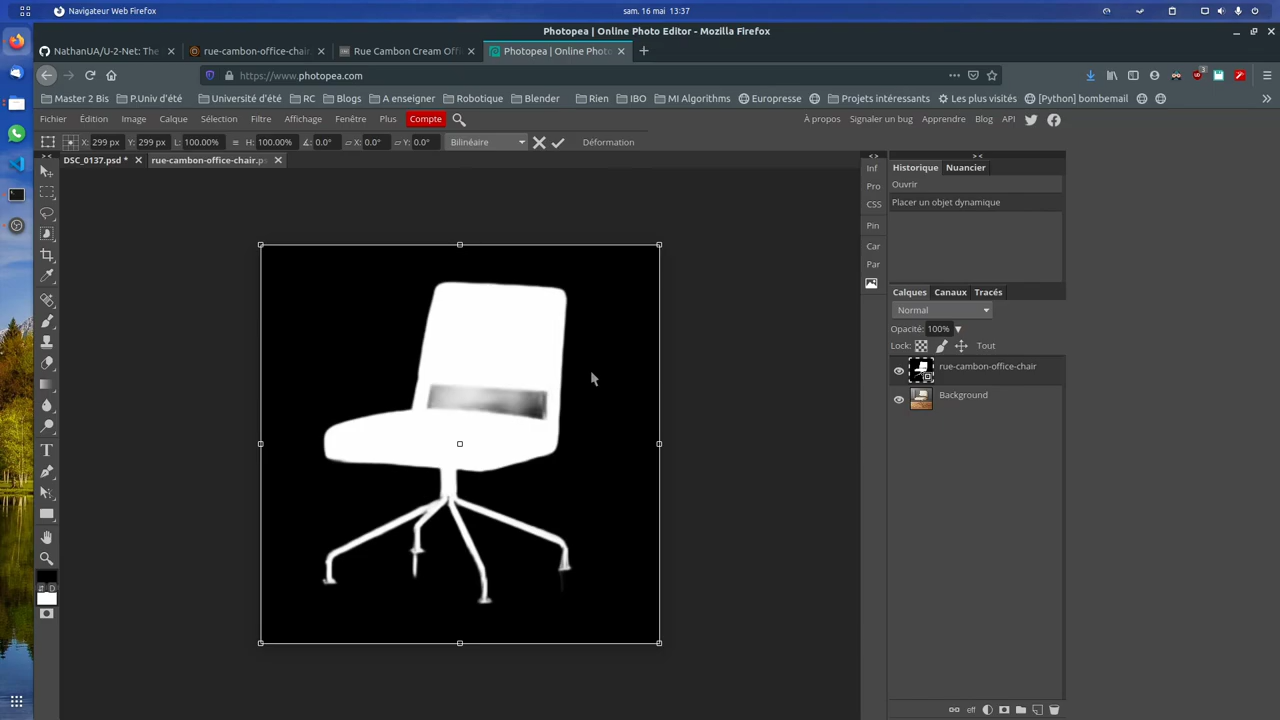 Navigateur Web Firefox
sam. 16 mai 13:37
Photopea | Online Photo Editor - Mozilla Firefox
NathanUA/U-2-Net: The
rue-cambon-office-chair.
Rue Cambon Cream Off
Photopea | Online Photo
https://www.photopea.com
Master 2 Bis
P.Univ d'été
Université d'été
RC
Blogs
A enseigner
Robotique
Blender
Rien
IBO
MI Algorithms
Europresse
Projets intéressants
Les plus visités
[Python] bombemail
Fichier
Édition
Image
Calque
Sélection
Filtre
Affichage
Fenêtre
Plus
Compte
À propos
Signaler un bug
Apprendre
Blog
API
X: 299 px
Y: 299 px
L: 100.00%
H: 100.00%
: 0.0°
X: 0.0°
Y: 0.0°
Bilinéaire
Déformation
DSC_0137.psd *
rue-cambon-office-chair.ps
Inf
Pro
CSS
Pin
Car
Par
Historique
Nuancier
Ouvrir
Placer un objet dynamique
Calques
Canaux
Tracés
Normal
Opacité: 100%
Lock:
Tout
rue-cambon-office-chair
Background
eff
D
3